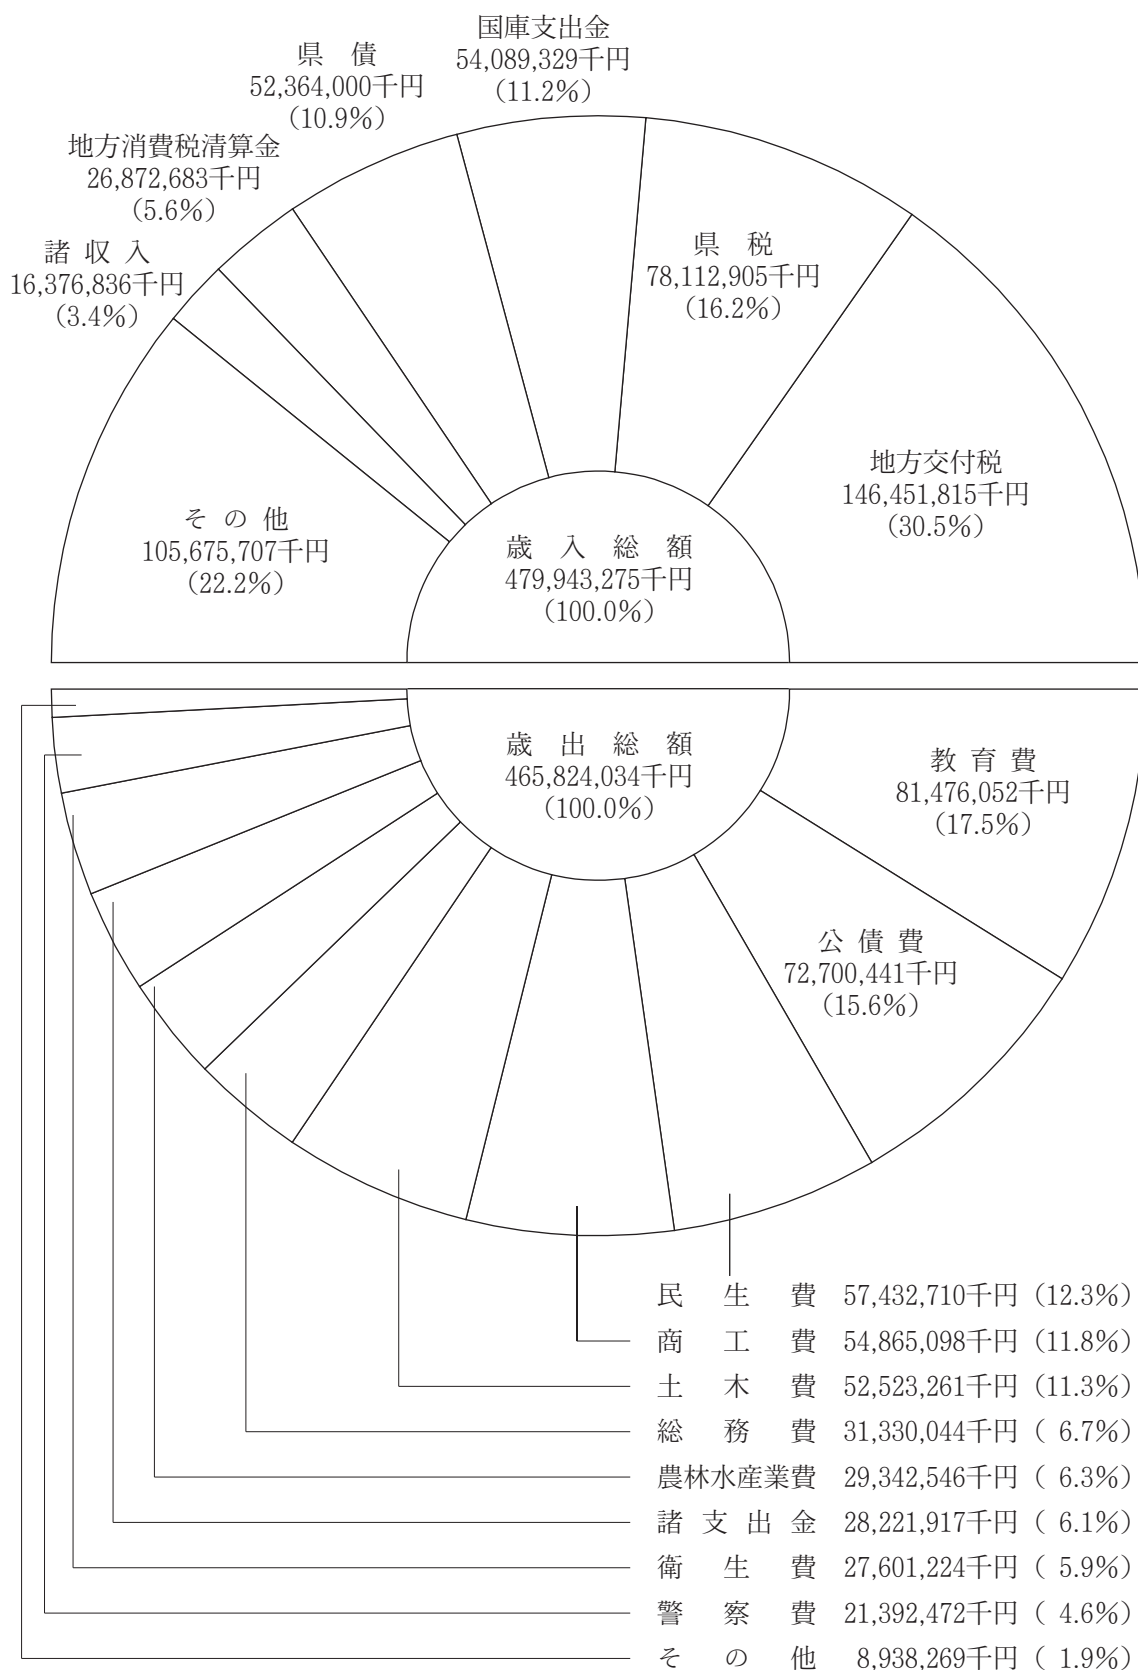 国庫支出金
54,089,329千円
（11.2%）
県　債
52,364,000千円
（10.9%）
地方消費税清算金
26,872,683千円
（5.6%）
諸 収 入
16,376,836千円
（3.4%）
県　税
78,112,905千円
（16.2%）
地方交付税
146,451,815千円
（30.5%）
そ の 他
105,675,707千円
（22.2%）
歳　入　総　額
479,943,275千円
（100.0%）
歳　出　総　額
465,824,034千円
（100.0%）
教 育 費
81,476,052千円
（17.5%）
公 債 費
72,700,441千円
（15.6%）
民　生　費　57,432,710千円（12.3%）
商　工　費　54,865,098千円（11.8%）
土　木　費　52,523,261千円（11.3%）
総　務　費　31,330,044千円（ 6.7%）
農林水産業費　29,342,546千円（ 6.3%）
諸 支 出 金　28,221,917千円（ 6.1%）
衛　生　費　27,601,224千円（ 5.9%）
警　察　費　21,392,472千円（ 4.6%）
そ　の　他　8,938,269千円（ 1.9%）